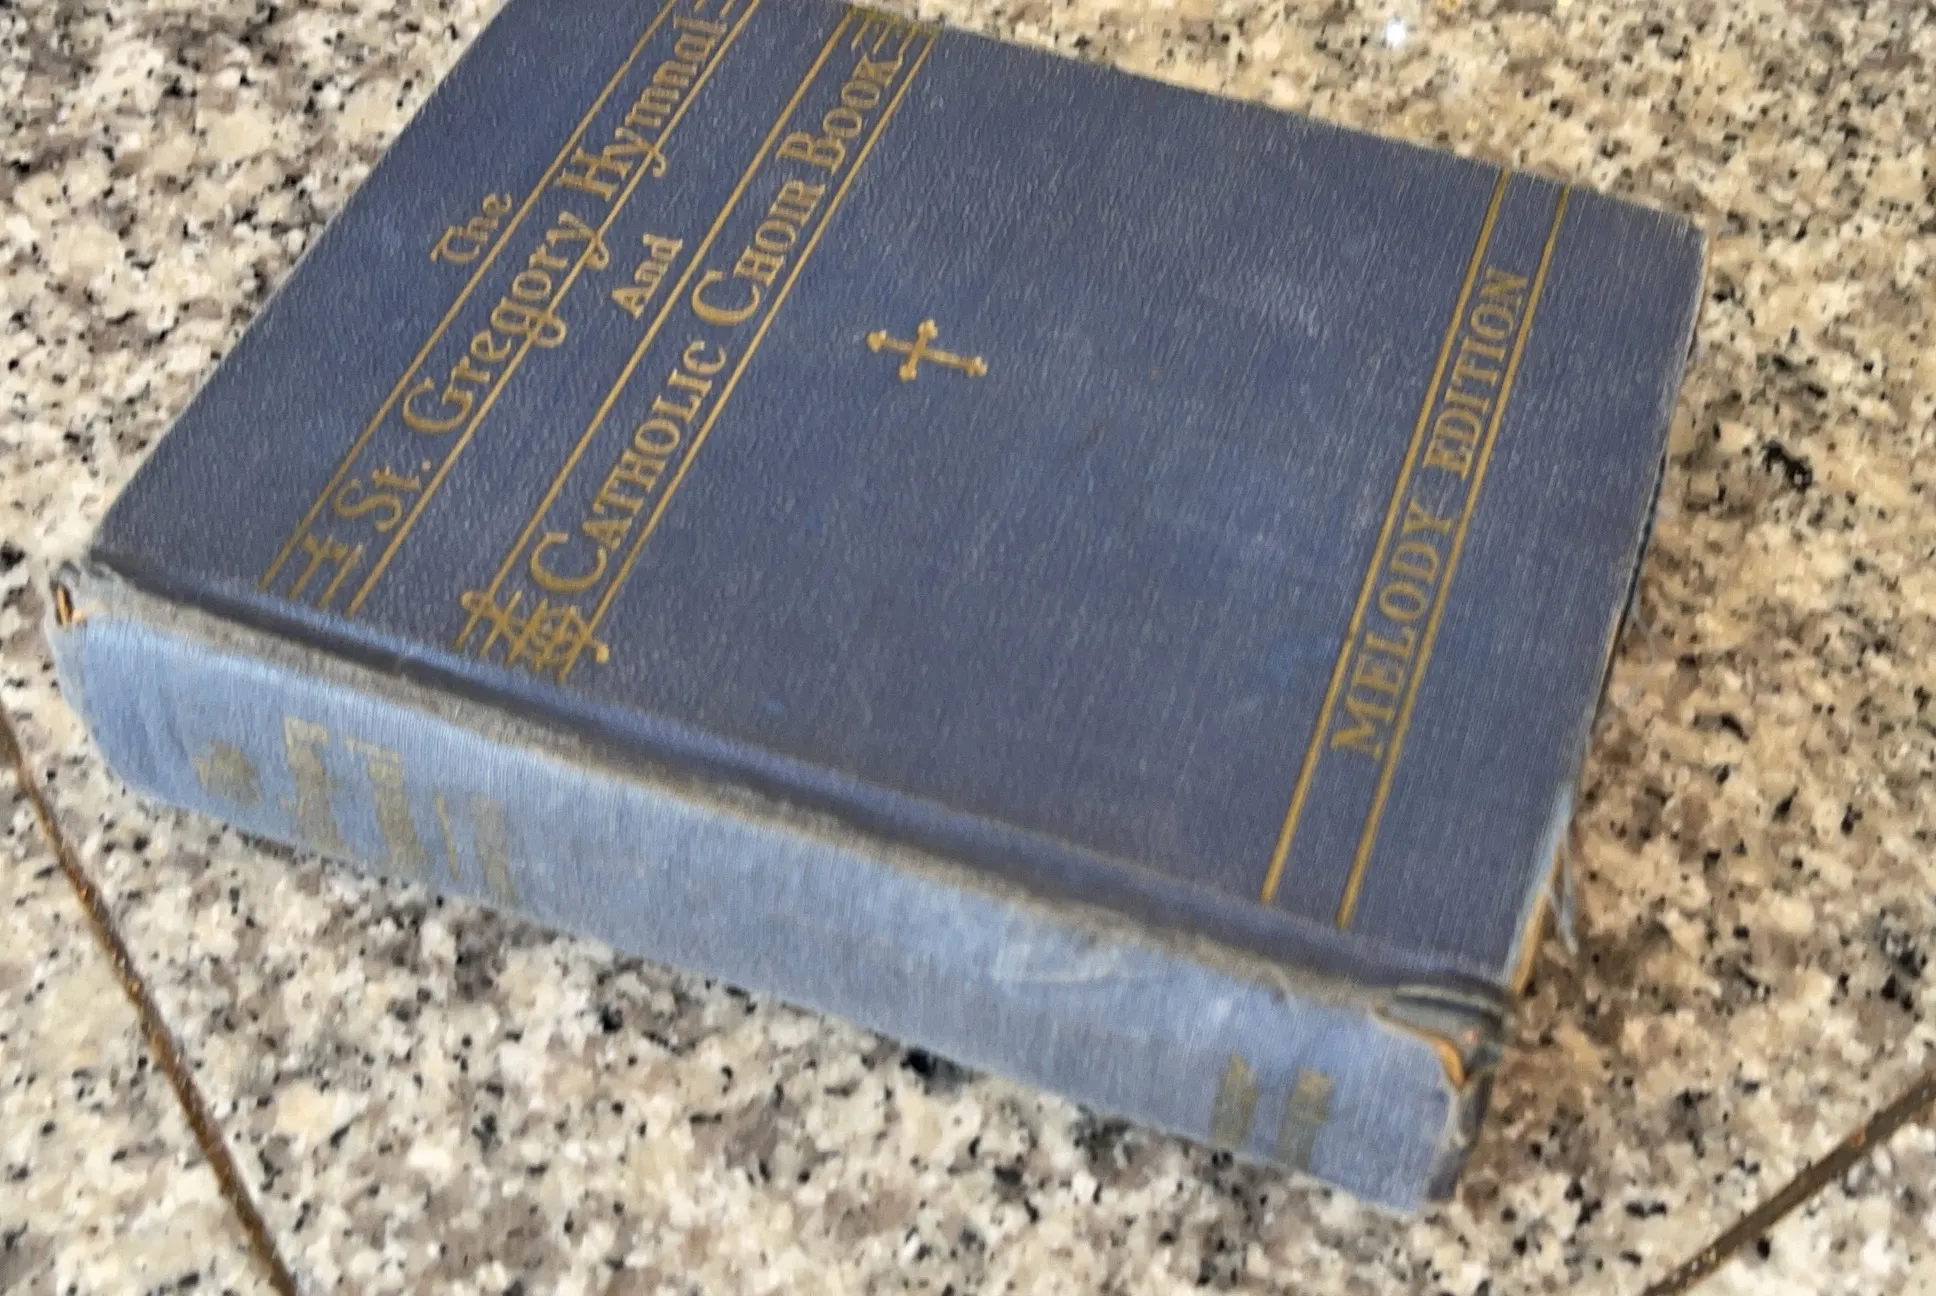 The
St. Gregory Hymnal
And
CATHOLIC CHOIR BOOK
MELODY EDITION